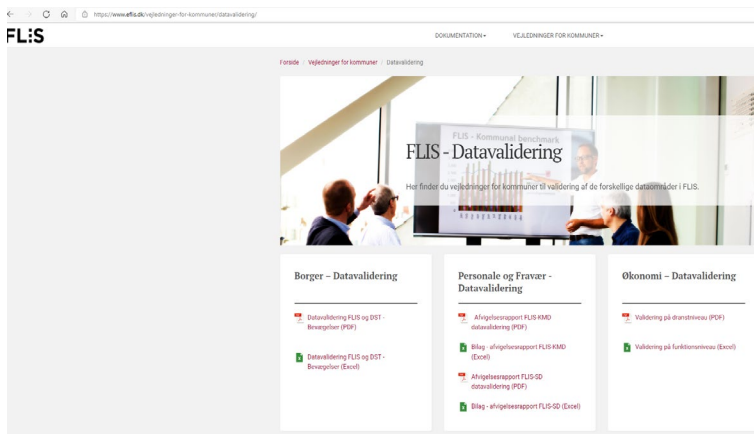 https://www.eflis.dk/vejledninger-for-kommuner/datavalidering/
FL:S
DOKUMENTATION
VEJLEDNINGER FOR KOMMUNER
Forside / Vejledninger for kommuner / Datavalidering
FLIS - Kommunal benchmark
FLIS - Datavalidering
Her finder du vejledninger for kommuner til validering af de forskellige dataområder i FLIS.
Borger – Datavalidering
Datavalidering FLIS og DST -
Bevægelser (PDF)
Datavalidering FLIS og DST -
Bevægelser (Excel)
Personale og Fravær -
Datavalidering
Afvigelsesrapport FLIS-KMD
datavalidering (PDF)
Bilag - afvigelsesrapport FLIS-KMD
(Excel)
Afvigelsesrapport FLIS-SD
datavalidering (PDF)
Bilag - afvigelsesrapport FLIS-SD (Excel)
Økonomi – Datavalidering
Validering på dranstniveau (PDF)
Validering på funktionsniveau (Excel)